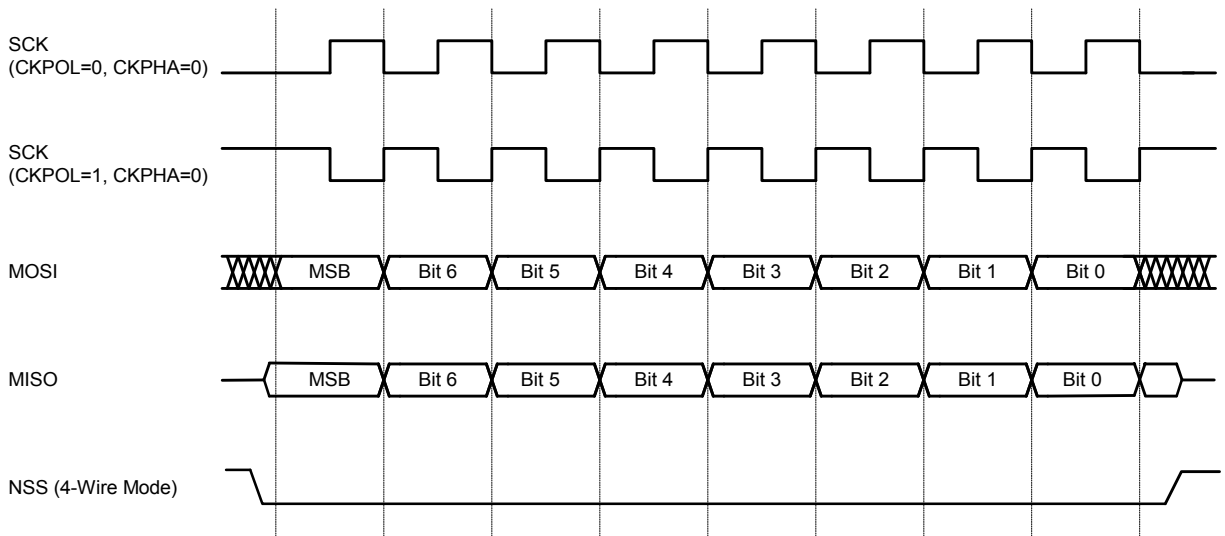 SCK
(CKPOL=0, CKPHA=0)
SCK
(CKPOL=1, CKPHA=0)
MOSI
MSB Bit 6 Bit 5 Bit 4 Bit 3 Bit 2 Bit 1 Bit 0
MISO
MSB Bit 6 Bit 5 Bit 4 Bit 3 Bit 2 Bit 1 Bit 0
NSS (4-Wire Mode)